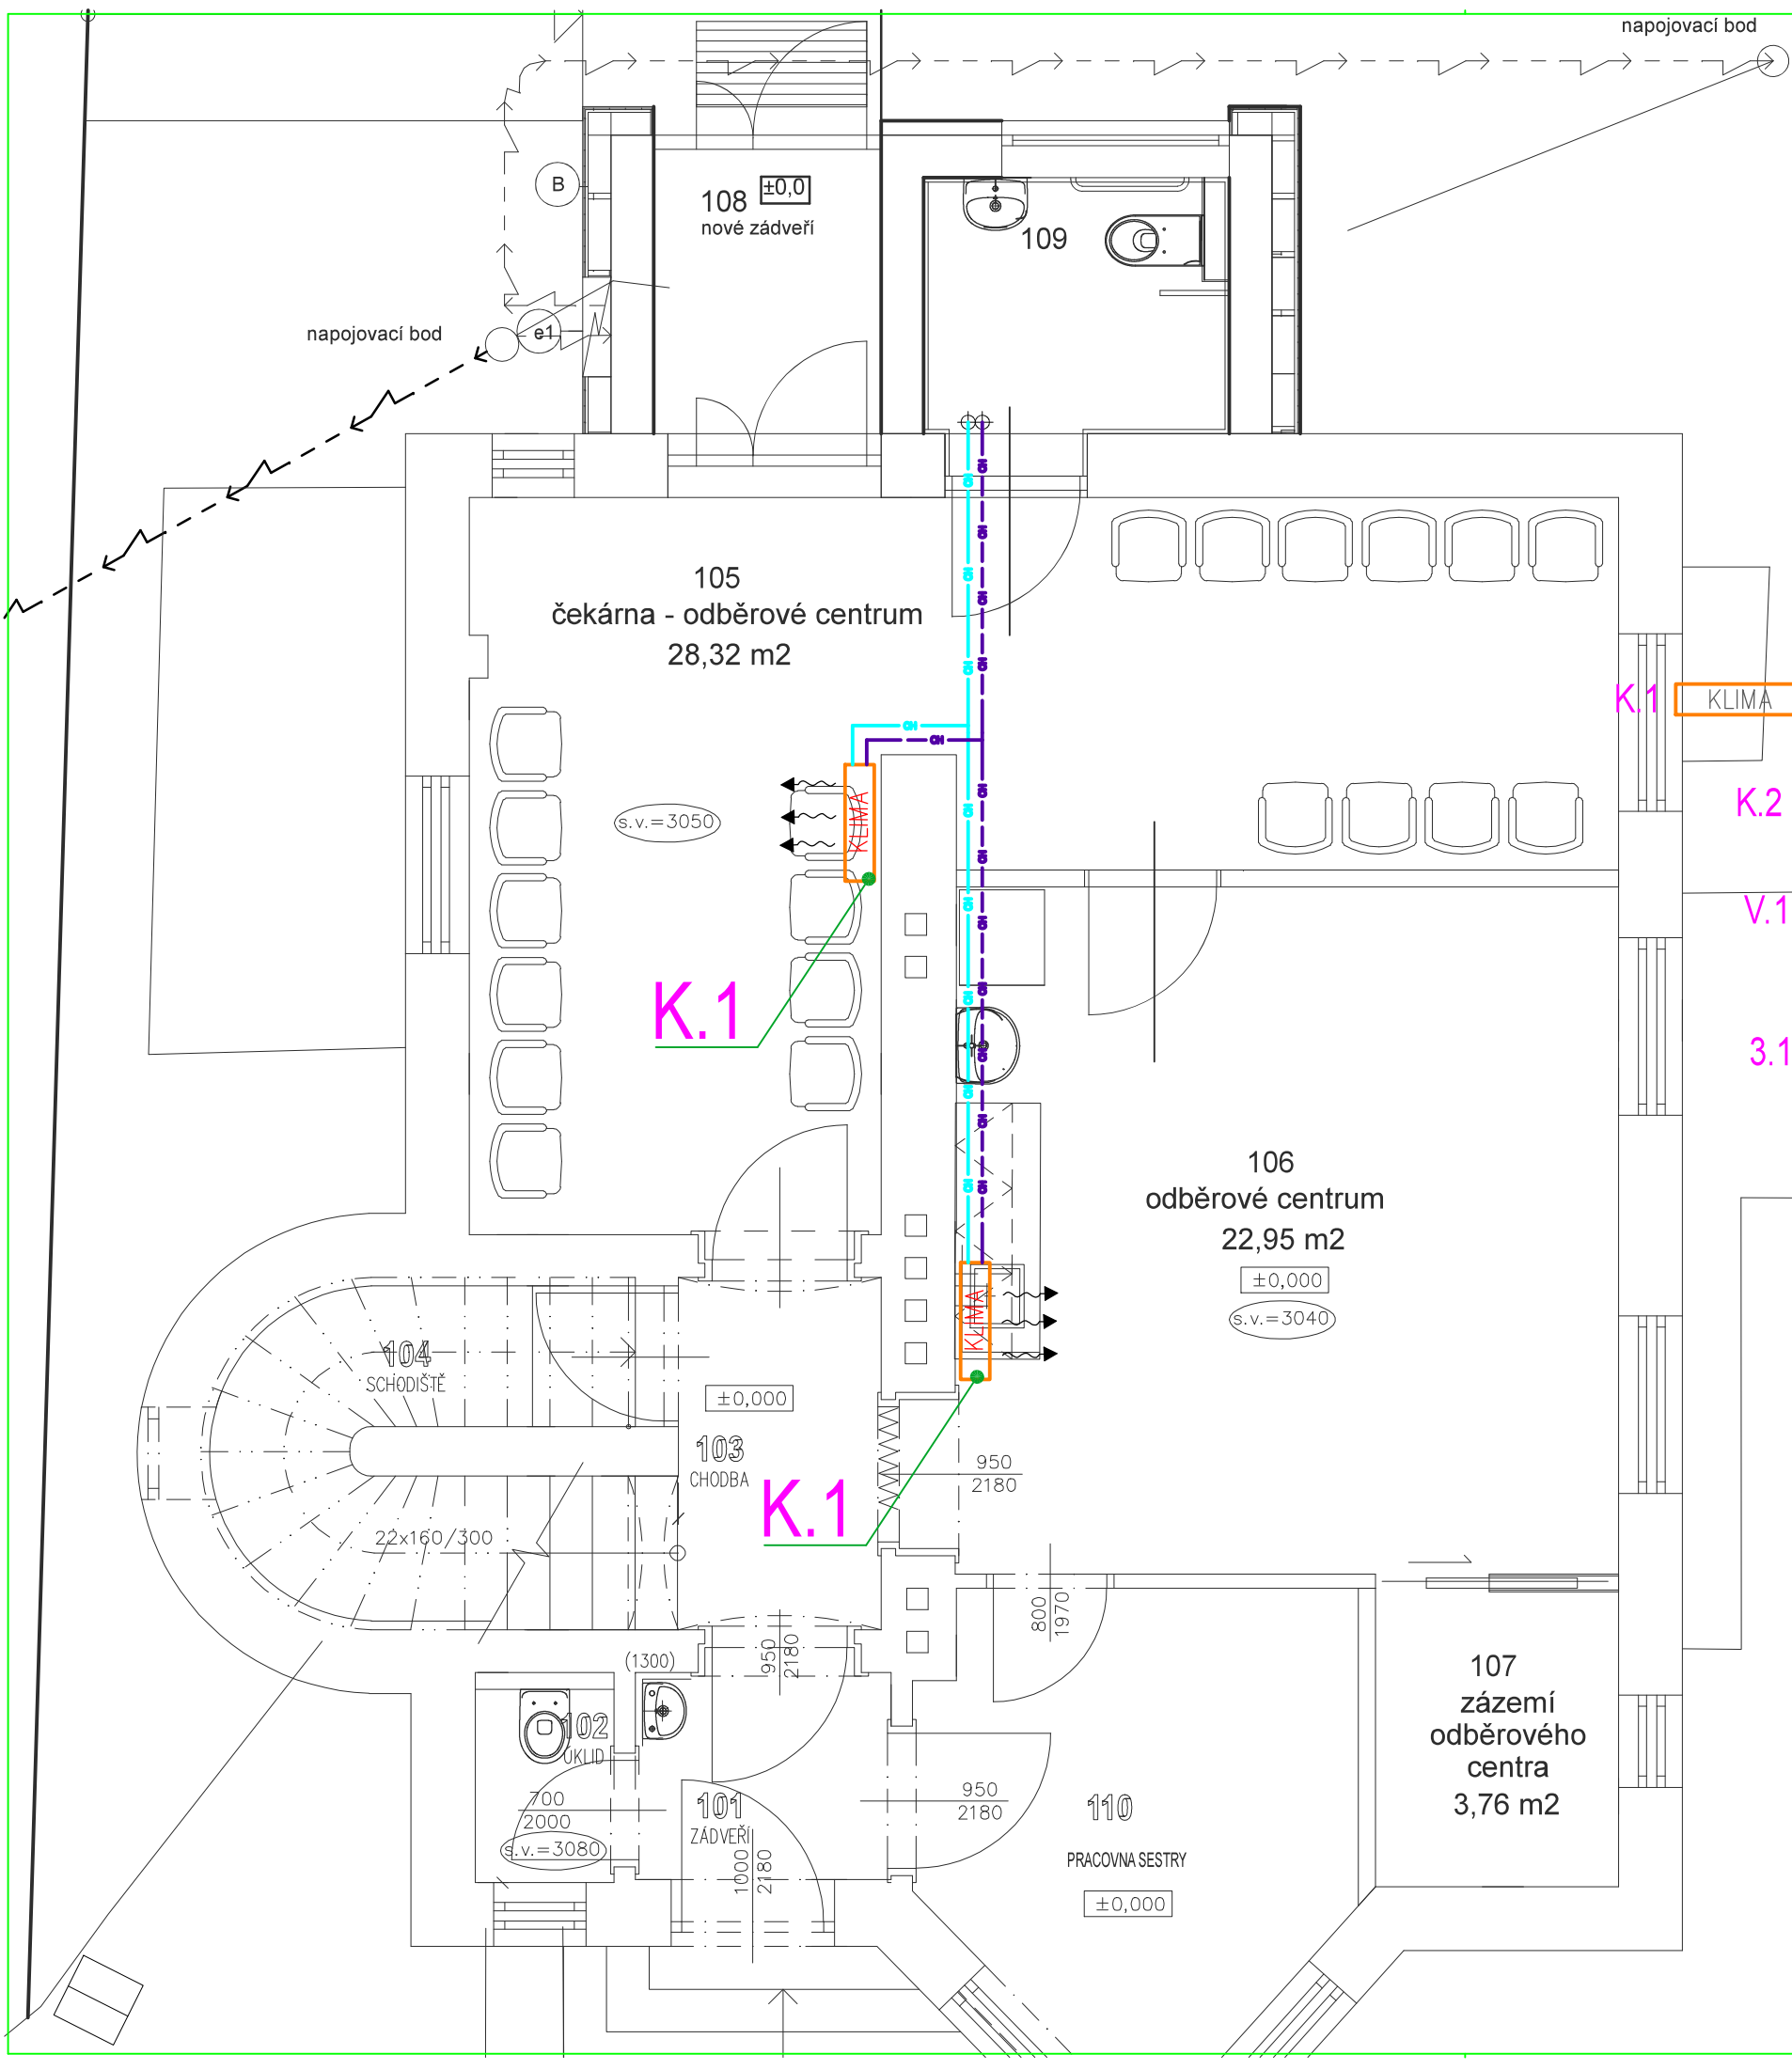 napojovací bod
B
108
±0,0
nové zádveří
109
napojovací bod
e1
105
čekárna - odběrové centrum
28,32 m2
CH
CH
K.1
KLIMA
K.2
s.v.=3050
KLIMA
V.1
K.1
3.1
106
odběrové centrum
22,95 m2
±0,000
s.v.=3040
KLIMA
104
SCHODIŠTĚ
±0,000
103
CHODBA
950
2180
K.1
22x160/300
800
1970
950
2180
(1300)
107
zázemí
odběrového
centra
3,76 m2
102
ÚKLID
700
2000
s.v.=3080
101
ZÁDVEŘÍ
950
2180
110
1000
2180
PRACOVNA SESTRY
±0,000